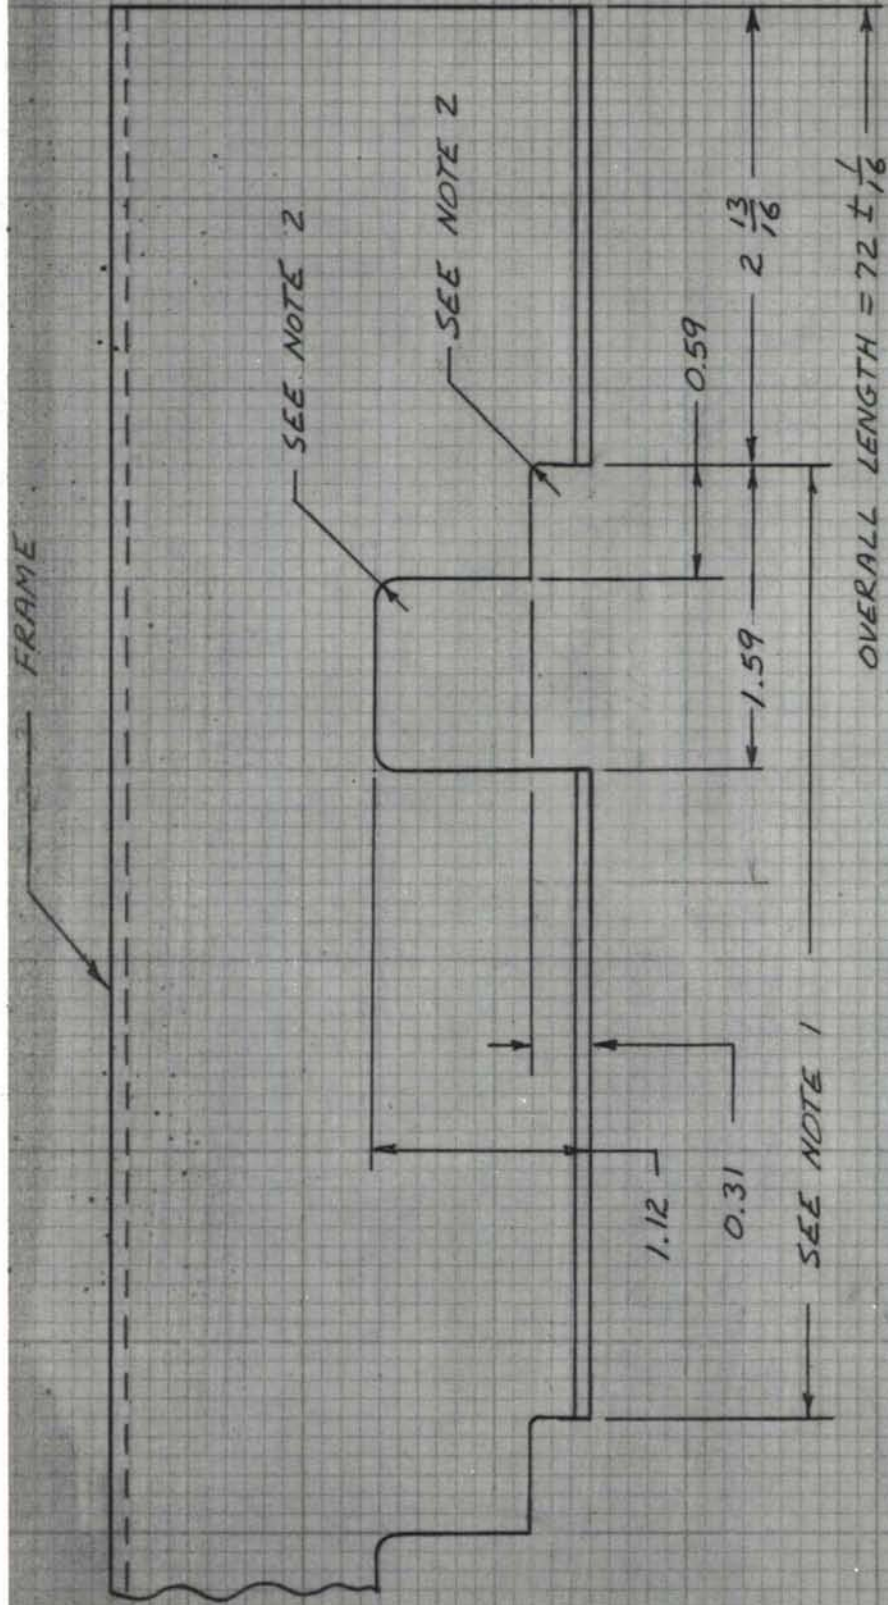 FRAME
SEE NOTE 2
SEE NOTE 2
0.59
2 13/16
1.59
1.12
0.31
SEE NOTE 1
OVERALL LENGTH = 72 ± 1/16